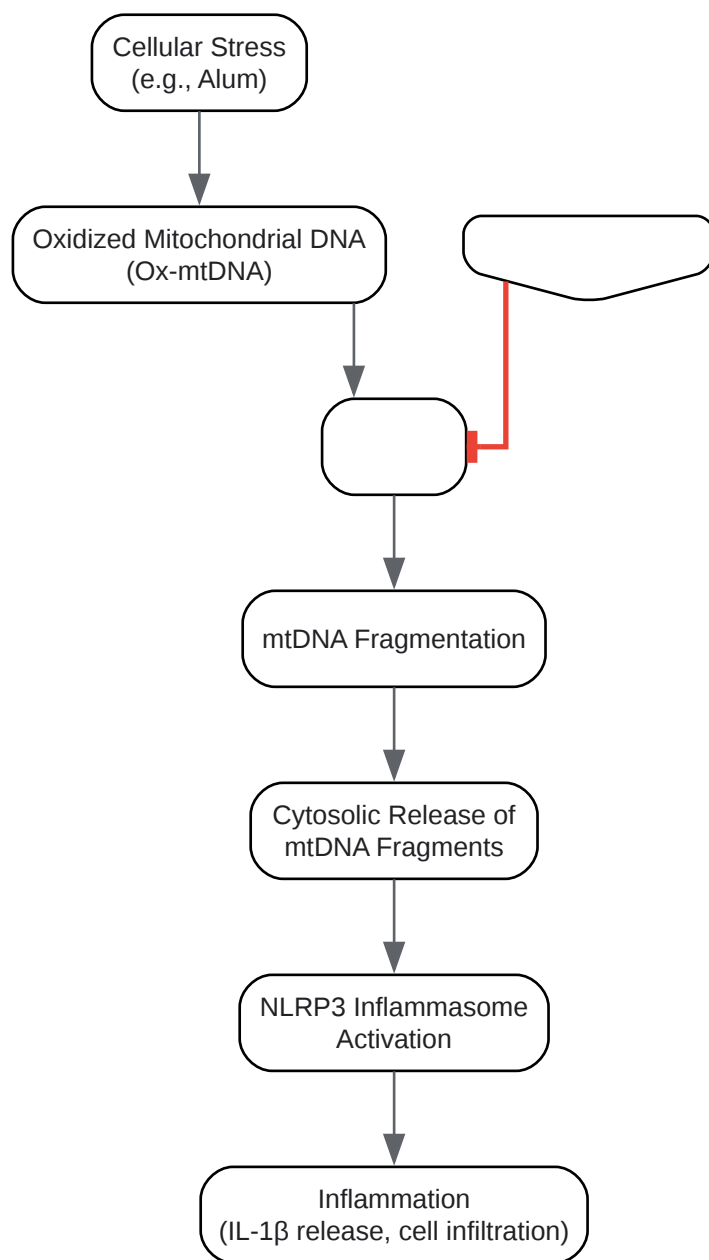 Cellular Stress
(e.g., Alum)
Oxidized Mitochondrial DNA
(Ox-mtDNA)
mtDNA Fragmentation
Cytosolic Release of
mtDNA Fragments
NLRP3 Inflammasome
Activation
Inflammation
(IL-1β release, cell infiltration)